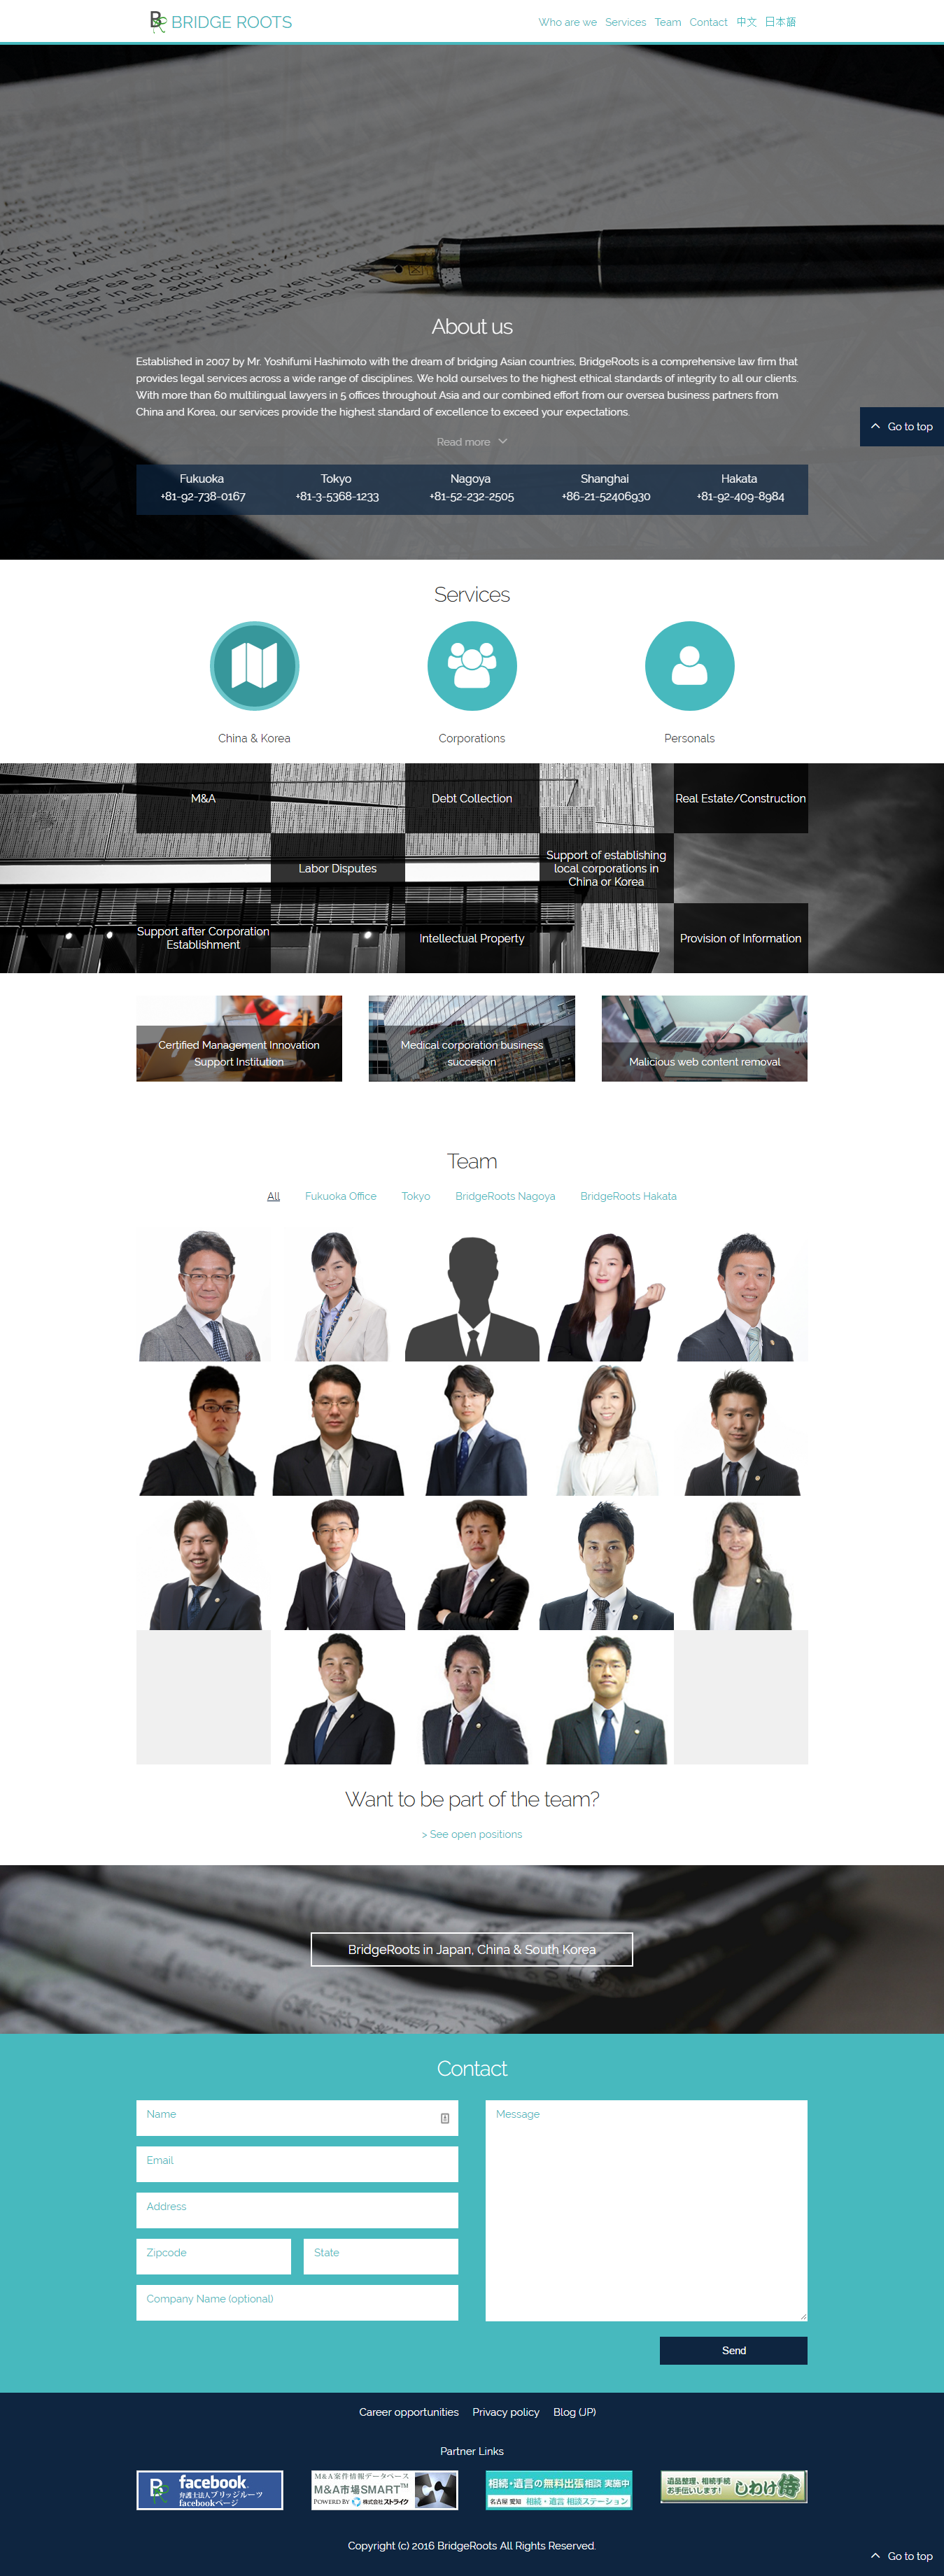 BRIDGE ROOTS
Who are we Services Team Contact 中文 日本語
About us
Established in 2007 by Mr. Yoshifumi Hashimoto with the dream of bridging Asian countries, BridgeRoots is a comprehensive law firm that
provides legal services across a wide range of disciplines. We hold ourselves to the highest ethical standards of integrity to all our clients.
With more than 60 multilingual lawyers in 5 offices throughout Asia and our combined effort from our oversea business partners from
China and Korea, our services provide the highest standard of excellence to exceed your expectations.
Go to top
Read more
Fukuoka Tokyo Nagoya Shanghai Hakata
+81-92-738-0167 +81-3-5368-1233 +81-52-232-2505 +86-21-52406930 +81-92-409-8984
Services
China & Korea Corporations Personals
M&A Debt Collection Real Estate/Construction
Labor Disputes
Support of establishing
local corporations in
China or Korea
Support after Corporation
Establishment
Intellectual Property
Provision of Information
Certified Management Innovation
Support Institution
Medical corporation business
succesion
Malicious web content removal
Team
All Fukuoka Office Tokyo BridgeRoots Nagoya BridgeRoots Hakata
Want to be part of the team?
> See open positions
BridgeRoots in Japan, China & South Korea
Contact
Name
Message
Email
Address
Zipcode State
Company Name (optional)
Send
Career opportunities Privacy policy Blog (JP)
Partner Links
facebook
弁護士法人ブリッジルーツ
facebookページ
M&A案件情報データベース
M&A市場SMART™
POWERD BY 株式会社ストライク
相続・遺言の無料出張相談 実施中
名古屋 愛知 相続・遺言 相談ステーション
遺品整理、相続手続
お手伝いします!
しわけ侍
Copyright (c) 2016 BridgeRoots All Rights Reserved.
Go to top